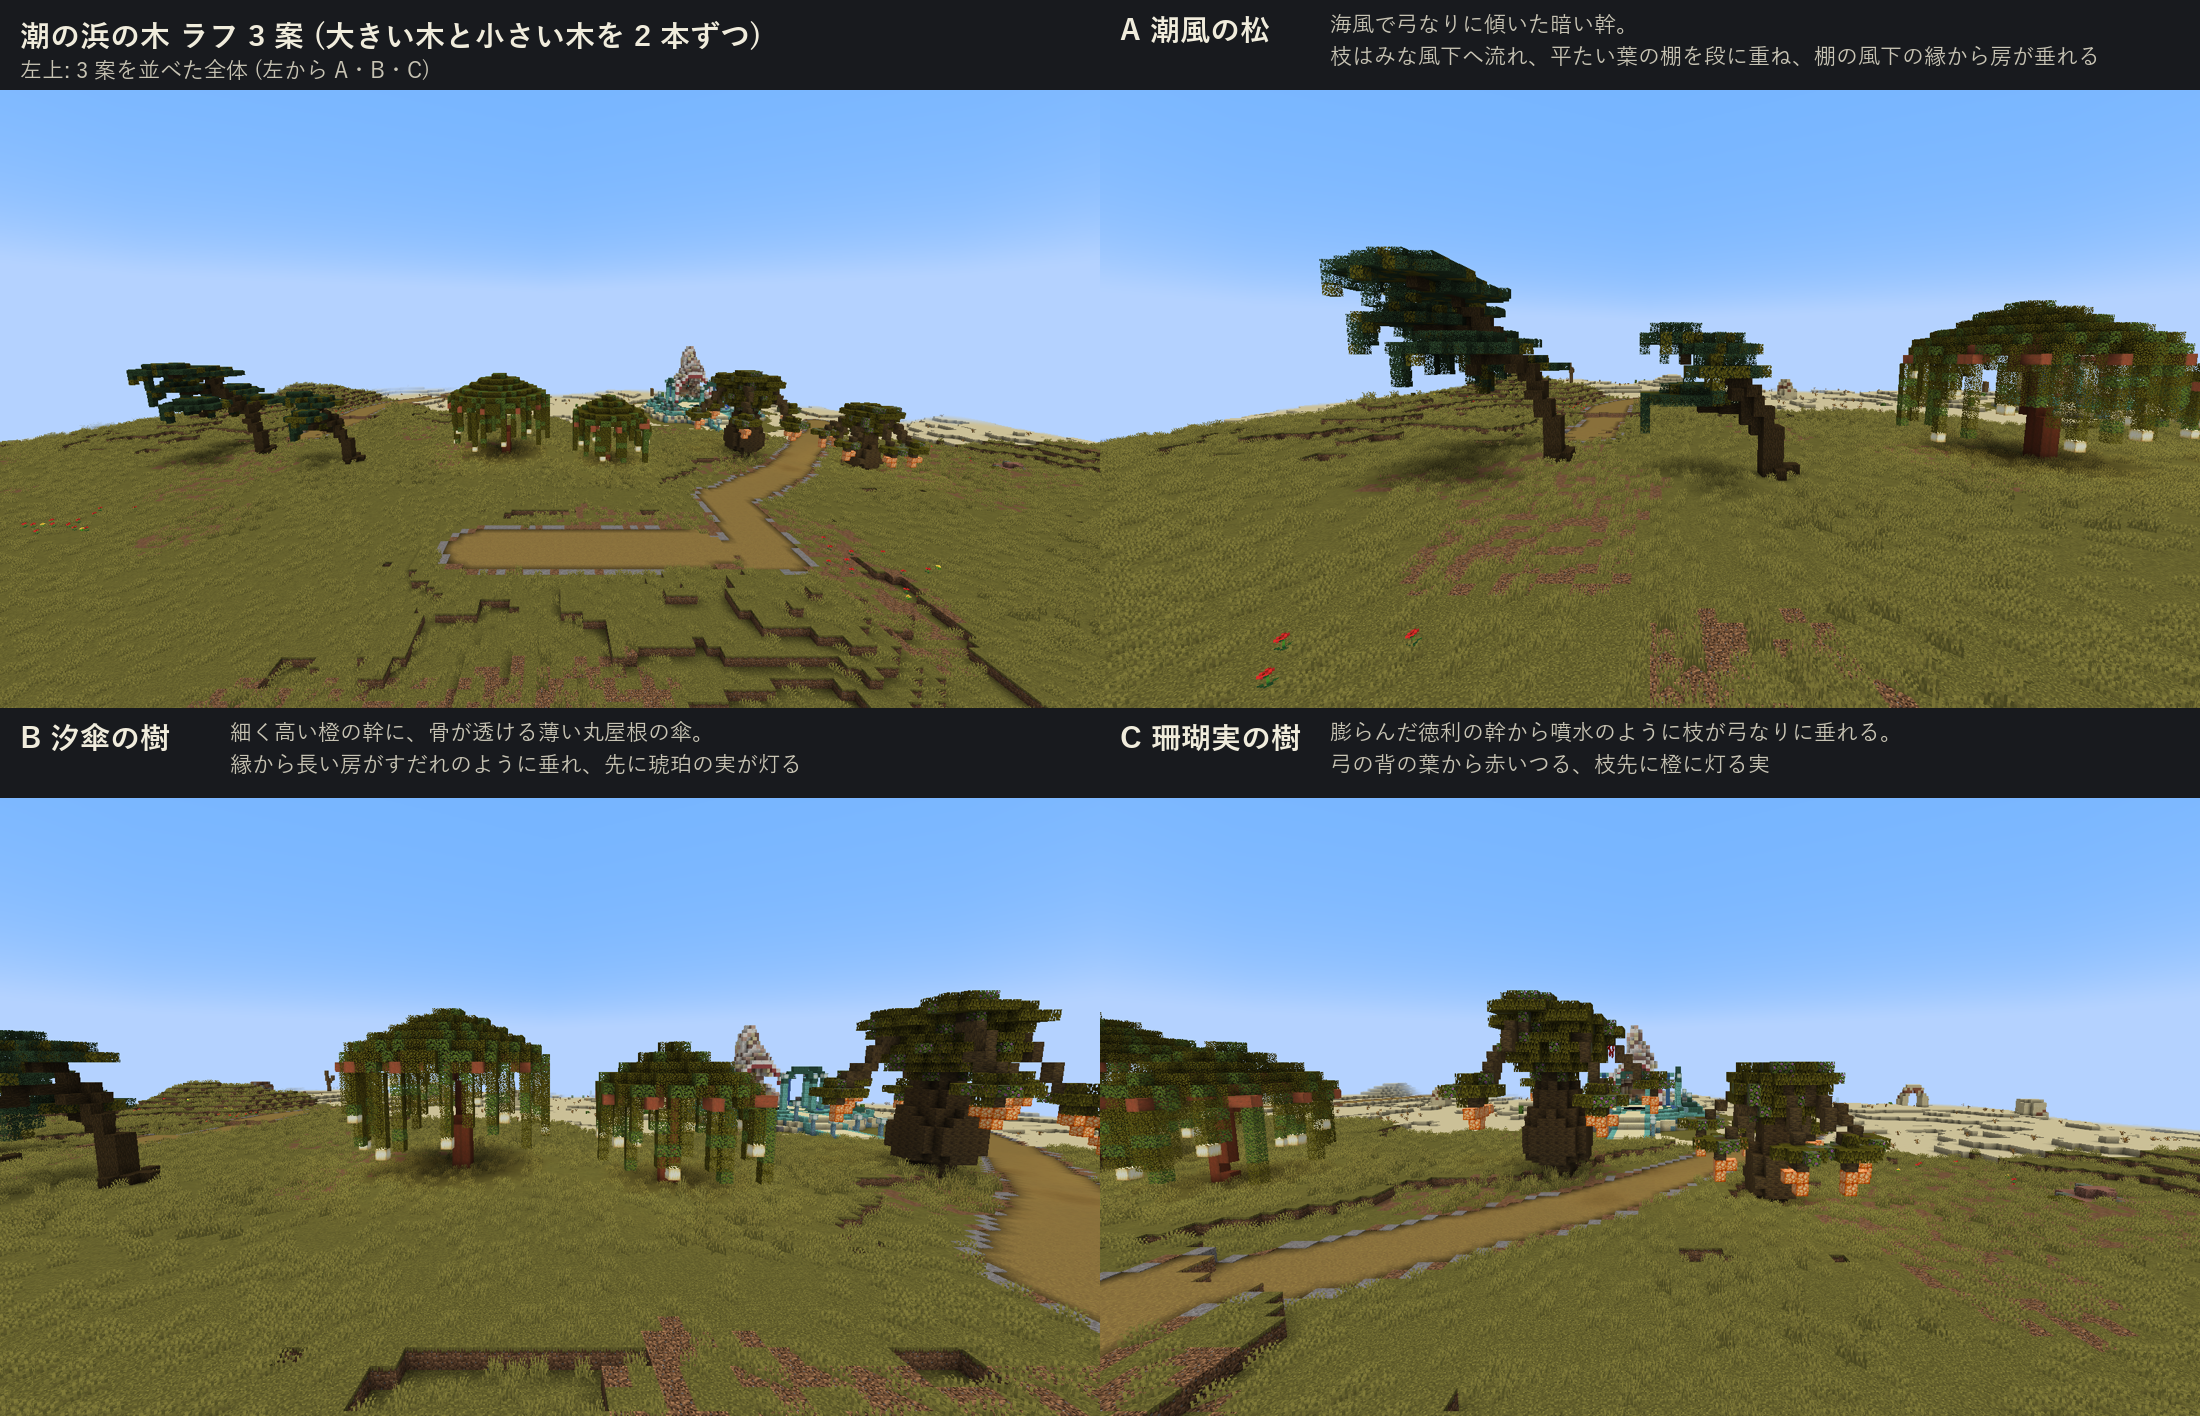 潮の浜の木 ラフ 3 案 (大きい木と小さい木を 2 本ずつ)
左上: 3 案を並べた全体 (左から A・B・C)
A 潮風の松
海風で弓なりに傾いた暗い幹。
枝はみな風下へ流れ、平たい葉の棚を段に重ね、棚の風下の縁から房が垂れる
B 汐傘の樹
細く高い橙の幹に、骨が透ける薄い丸屋根の傘。
縁から長い房がすだれのように垂れ、先に琥珀の実が灯る
C 珊瑚実の樹
膨らんだ徳利の幹から噴水のように枝が弓なりに垂れる。
弓の背の葉から赤いつる、枝先に橙に灯る実